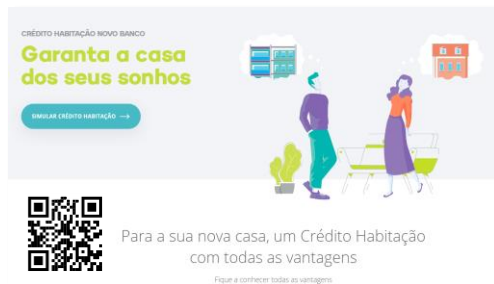 CRÉDITO HABITAÇÃO NOVO BANCO
Garanta a casa
dos seus sonhos
SIMULAR CRÉDITO HABITAÇÃO
Para a sua nova casa, um Crédito Habitação
com todas as vantagens
Fique a conhecer todas as vantagens